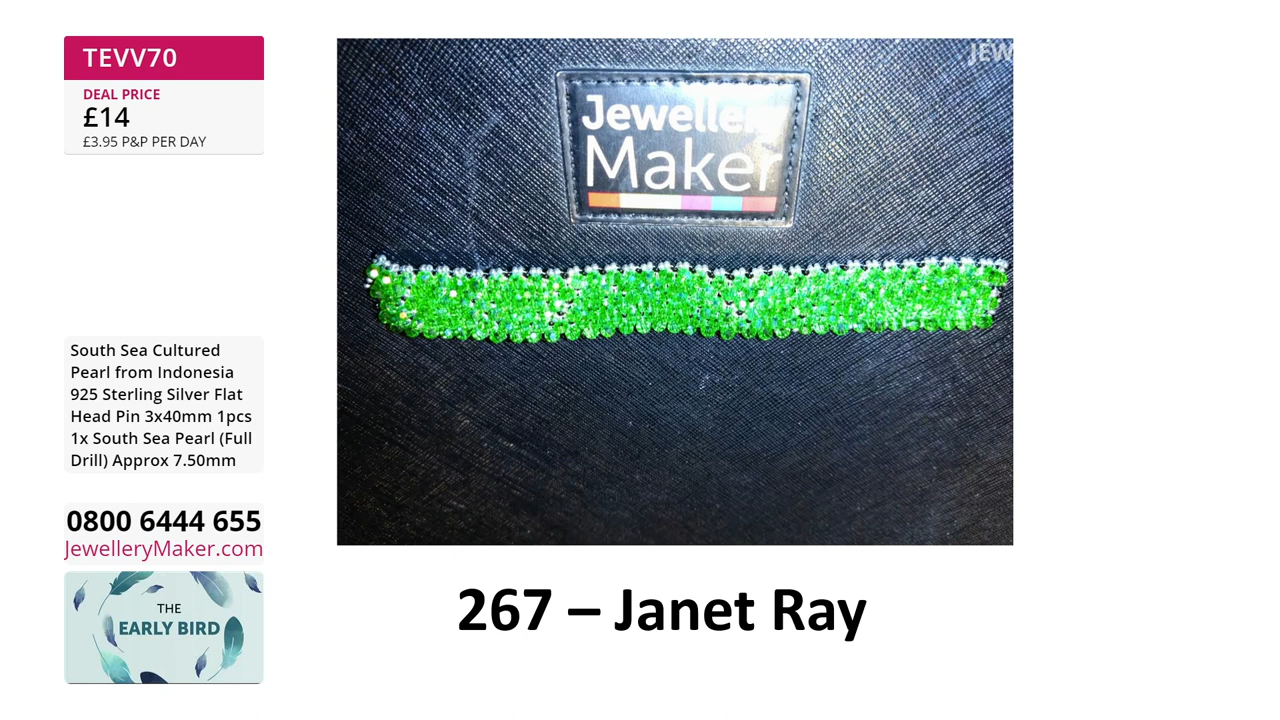 TEVV70
DEAL PRICE
£14
£3.95 P&P PER DAY
JEW
Jewellery
Maker
South Sea Cultured
Pearl from Indonesia
925 Sterling Silver Flat
Head Pin 3x40mm 1pcs
1x South Sea Pearl (Full
Drill) Approx 7.50mm
0800 6444 655
JewelleryMaker.com
THE
EARLY BIRD
267 – Janet Ray